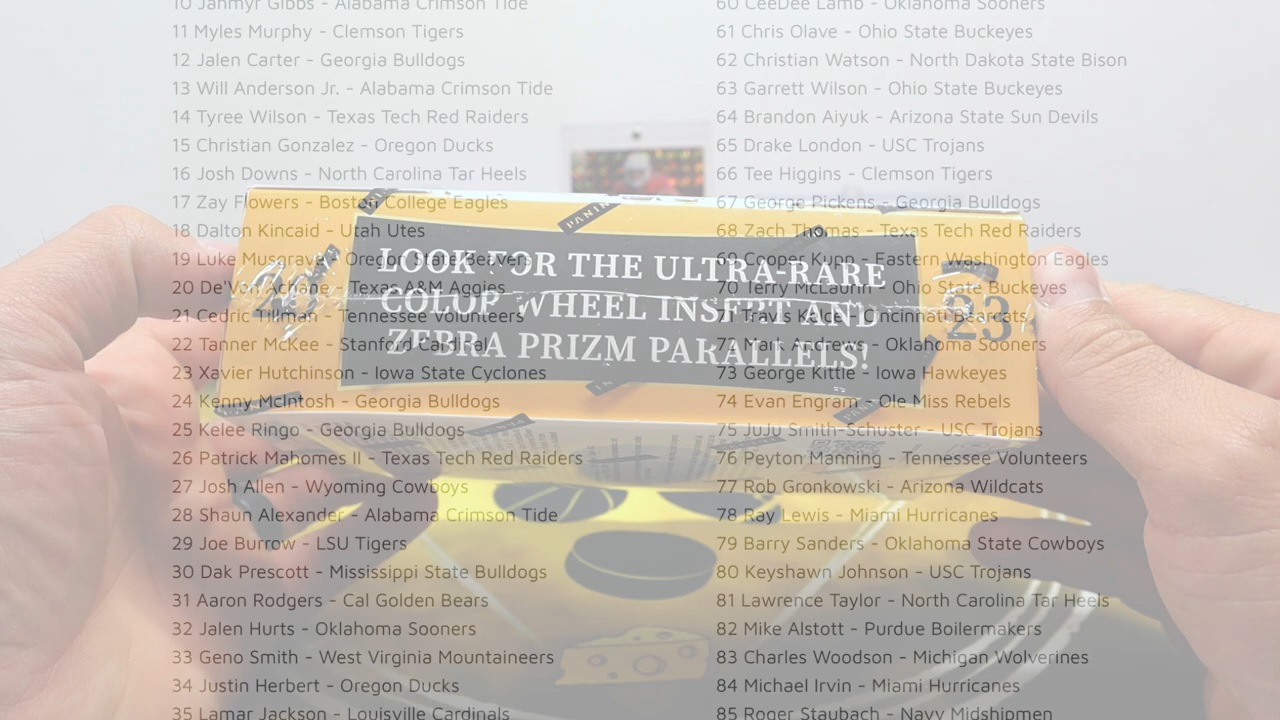 10 Jahmyr Gibbs - Alabama Crimson Tide
11 Myles Murphy - Clemson Tigers
12 Jalen Carter - Georgia Bulldogs
13 Will Anderson Jr. - Alabama Crimson Tide
14 Tyree Wilson - Texas Tech Red Raiders
15 Christian Gonzalez - Oregon Ducks
16 Josh Downs - North Carolina Tar Heels
17 Zay Flowers - Boston College Eagles
18 Dalton Kincaid - Utah Utes
19 Luke Musgrave - Oregon State Beavers
20 De'Von Achane - Texas A&M Aggies
21 Cedric Tillman - Tennessee Volunteers
22 Tanner McKee - Stanford Cardinal
23 Xavier Hutchinson - Iowa State Cyclones
24 Kenny McIntosh - Georgia Bulldogs
25 Kelee Ringo - Georgia Bulldogs
26 Patrick Mahomes II - Texas Tech Red Raiders
27 Josh Allen - Wyoming Cowboys
28 Shaun Alexander - Alabama Crimson Tide
29 Joe Burrow - LSU Tigers
30 Dak Prescott - Mississippi State Bulldogs
31 Aaron Rodgers - Cal Golden Bears
32 Jalen Hurts - Oklahoma Sooners
33 Geno Smith - West Virginia Mountaineers
34 Justin Herbert - Oregon Ducks
35 Lamar Jackson - Louisville Cardinals
60 CeeDee Lamb - Oklahoma Sooners
61 Chris Olave - Ohio State Buckeyes
62 Christian Watson - North Dakota State Bison
63 Garrett Wilson - Ohio State Buckeyes
64 Brandon Aiyuk - Arizona State Sun Devils
65 Drake London - USC Trojans
66 Tee Higgins - Clemson Tigers
67 George Pickens - Georgia Bulldogs
68 Zach Thomas - Texas Tech Red Raiders
69 Cooper Kupp - Eastern Washington Eagles
70 Terry McLaurin - Ohio State Buckeyes
71 Travis Kelce - Cincinnati Bearcats
72 Mark Andrews - Oklahoma Sooners
73 George Kittle - Iowa Hawkeyes
74 Evan Engram - Ole Miss Rebels
75 JuJu Smith-Schuster - USC Trojans
76 Peyton Manning - Tennessee Volunteers
77 Rob Gronkowski - Arizona Wildcats
78 Ray Lewis - Miami Hurricanes
79 Barry Sanders - Oklahoma State Cowboys
80 Keyshawn Johnson - USC Trojans
81 Lawrence Taylor - North Carolina Tar Heels
82 Mike Alstott - Purdue Boilermakers
83 Charles Woodson - Michigan Wolverines
84 Michael Irvin - Miami Hurricanes
85 Roger Staubach - Navy Midshipmen
LOOK FOR THE ULTRA-RARE
COLOR WHEEL INSERT AND
ZEBRA PRIZM PARALLELS!
20
23
PANINI